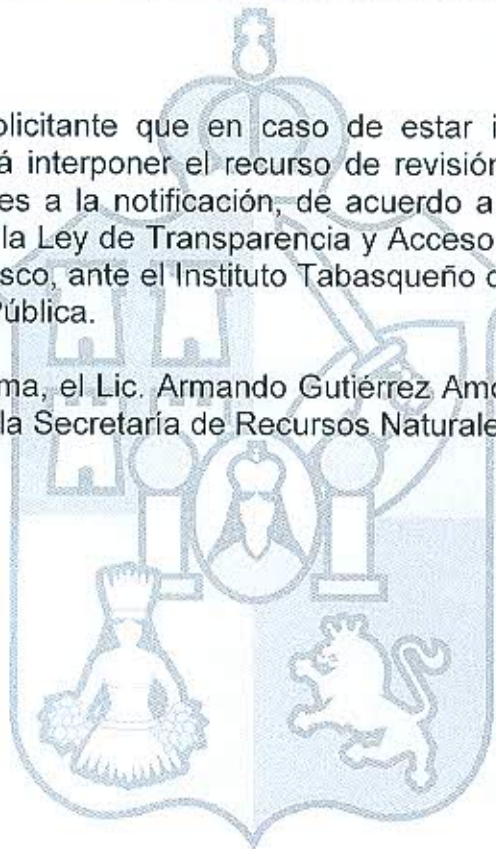 olicitante que en caso de estar i
á interponer el recurso de revisión
es a la notificación, de acuerdo a
la Ley de Transparencia y Acceso
sco, ante el Instituto Tabasqueño d
Pública.
ma, el Lic. Armando Gutiérrez Amo
la Secretaría de Recursos Naturale